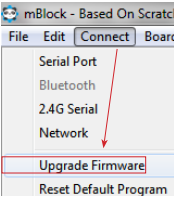 mBlock - Based On Scratch
File Edit Connect Boar
Serial Port
Bluetooth
2.4G Serial
Network
Upgrade Firmware
Reset Default Program